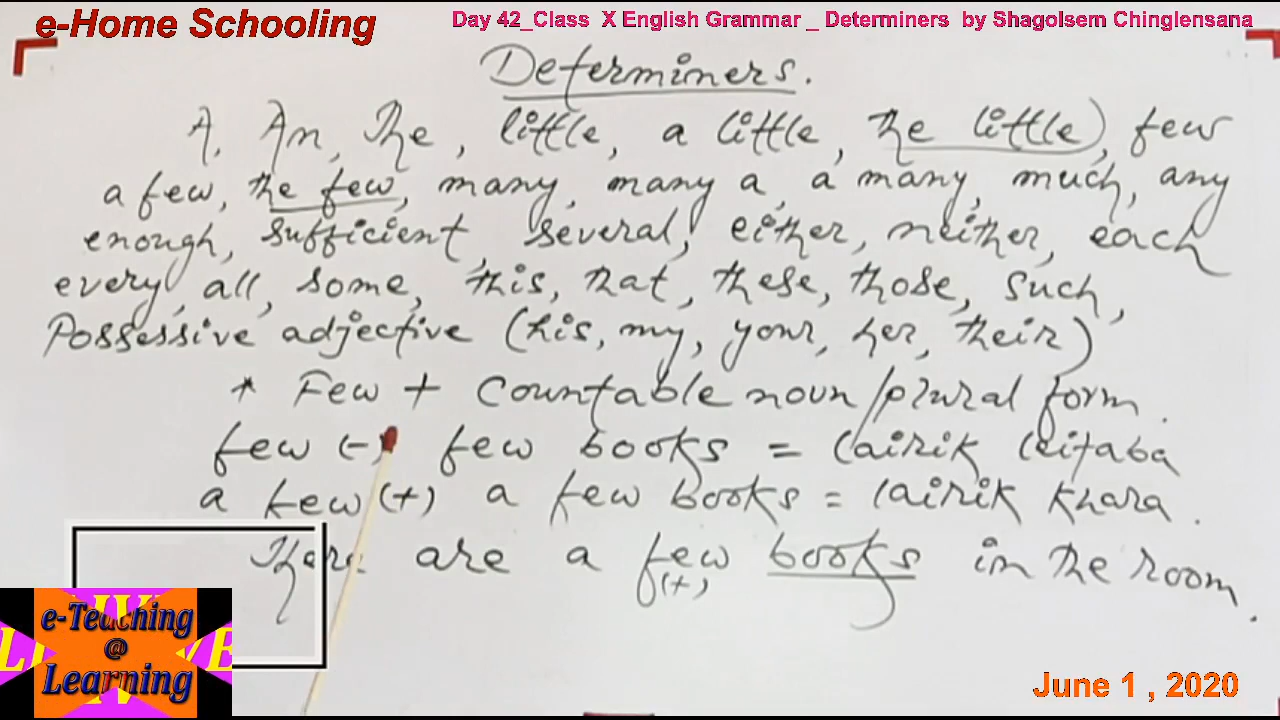 e-Home Schooling
Day 42_Class X English Grammar _ Determiners by Shagolsem Chinglensana
Determiners.
A, An, The, little, a little, the little, few
a few, the few, many, many a, a many, much, any
enough, sufficient, several, either, neither, each
every, all, some, this, that, these, those, such,
Possessive adjective (his, my, your, her, their)
* Few + Countable noun/plural form.
few (-) few books = lairik leitaba
a few (+) a few books = lairik khara.
There are a few books in the room.
(+)
e-Teaching
@
Learning
June 1 , 2020